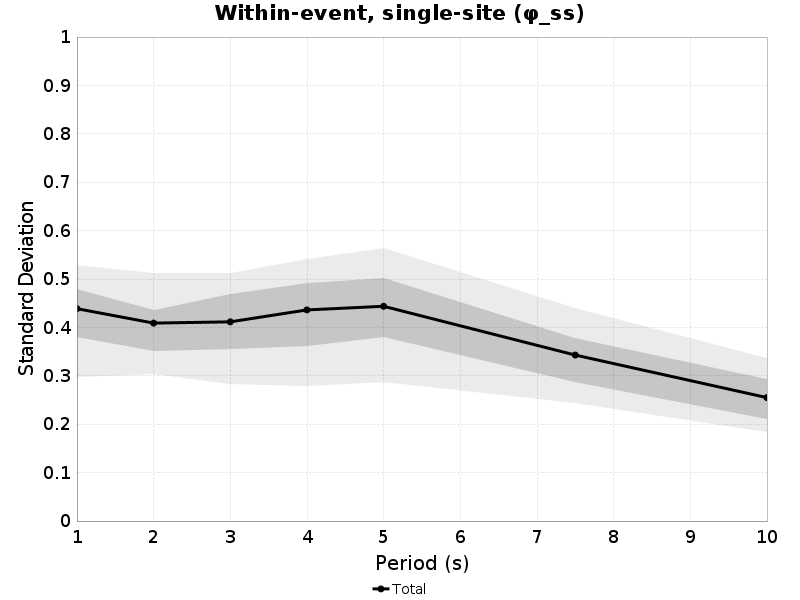 Within-event, single-site (φ_ss)
Standard Deviation
1
0.9
0.8
0.7
0.6
0.5
0.4
0.3
0.2
0.1
0
1 2 3 4 5 6 7 8 9 10
Period (s)
Total